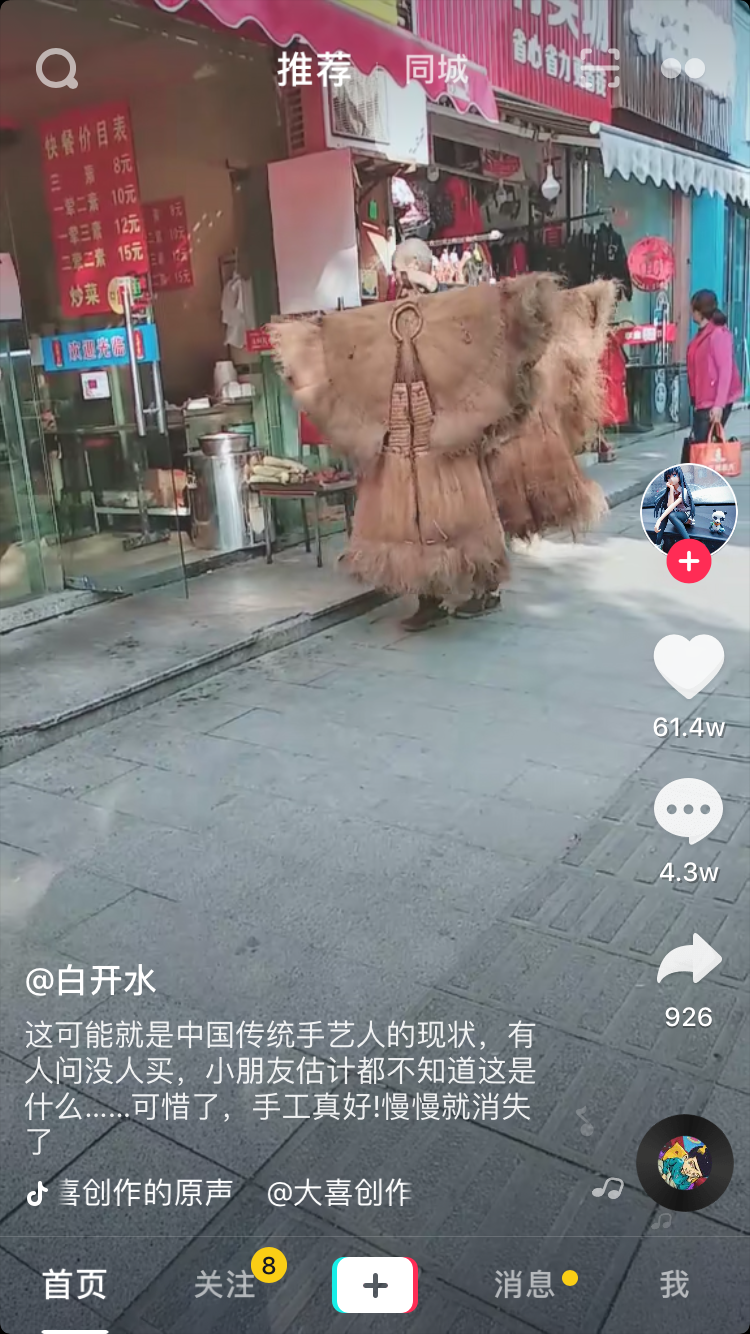 推荐
同城
省心省力
快餐价目表
三素 8元
一荤二素 10元
一荤三素 12元
二荤二素 15元
炒菜
欢迎光临
61.4w
4.3w
926
@白开水
这可能就是中国传统手艺人的现状，有
人问没人买，小朋友估计都不知道这是
什么……可惜了，手工真好!慢慢就消失
了
喜创作的原声 @大喜创作
首页
关注
8
消息
我